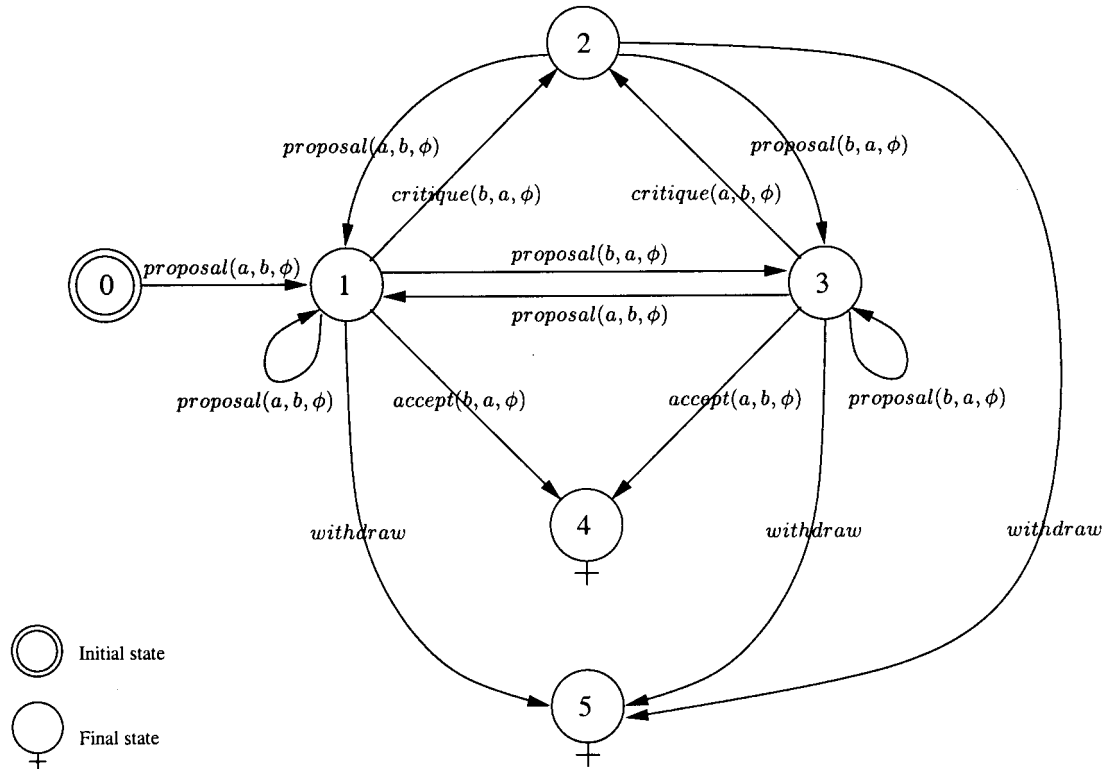 2
proposal(a, b, ϕ)
proposal(b, a, ϕ)
critique(b, a, ϕ)
critique(a, b, ϕ)
0
proposal(a, b, ϕ)
1
proposal(b, a, ϕ)
3
proposal(a, b, ϕ)
proposal(a, b, ϕ)
accept(b, a, ϕ)
accept(a, b, ϕ)
proposal(b, a, ϕ)
4
withdraw
withdraw
withdraw
Initial state
5
Final state